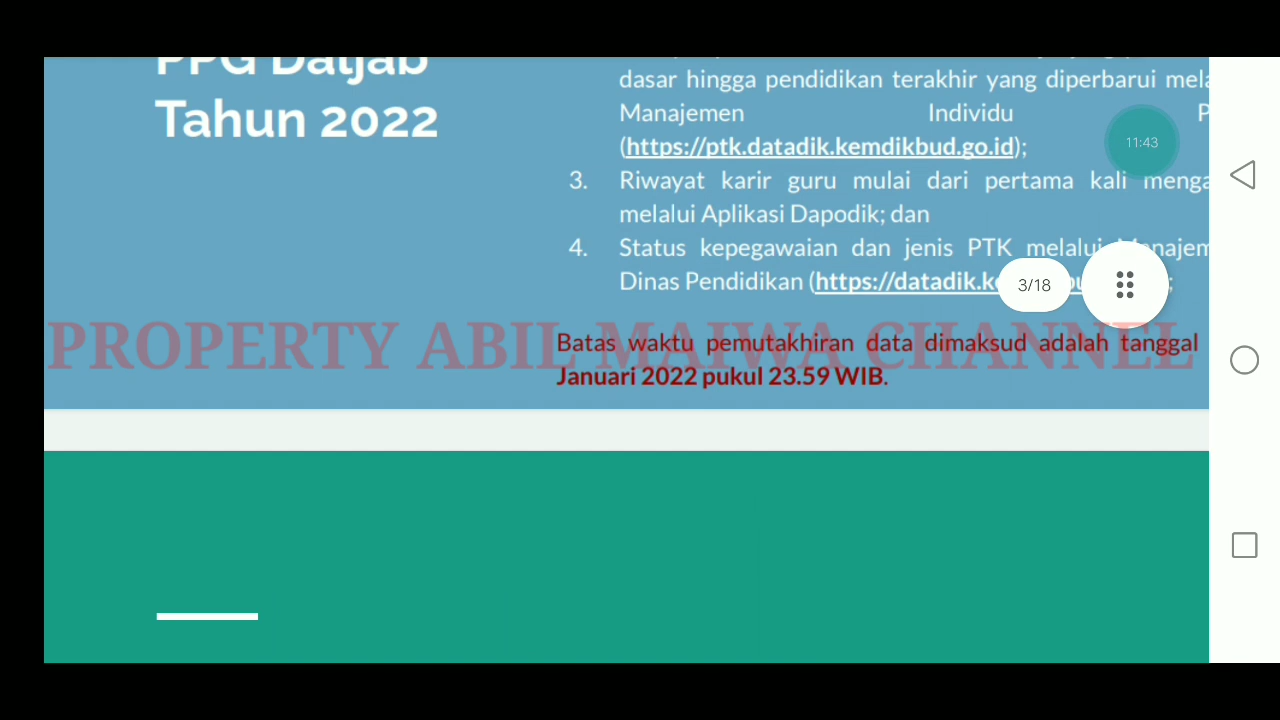 PPG Daljab
Tahun 2022
dasar hingga pendidikan terakhir yang diperbarui mela
Manajemen Individu P
(https://ptk.datadik.kemdikbud.go.id);
11:43
3. Riwayat karir guru mulai dari pertama kali menga
melalui Aplikasi Dapodik; dan
4. Status kepegawaian dan jenis PTK melalui Manajem
Dinas Pendidikan (https://datadik.k
3/18
PROPERTY ABIL MAIWA CHANNEL
Batas waktu pemutakhiran data dimaksud adalah tanggal
Januari 2022 pukul 23.59 WIB.